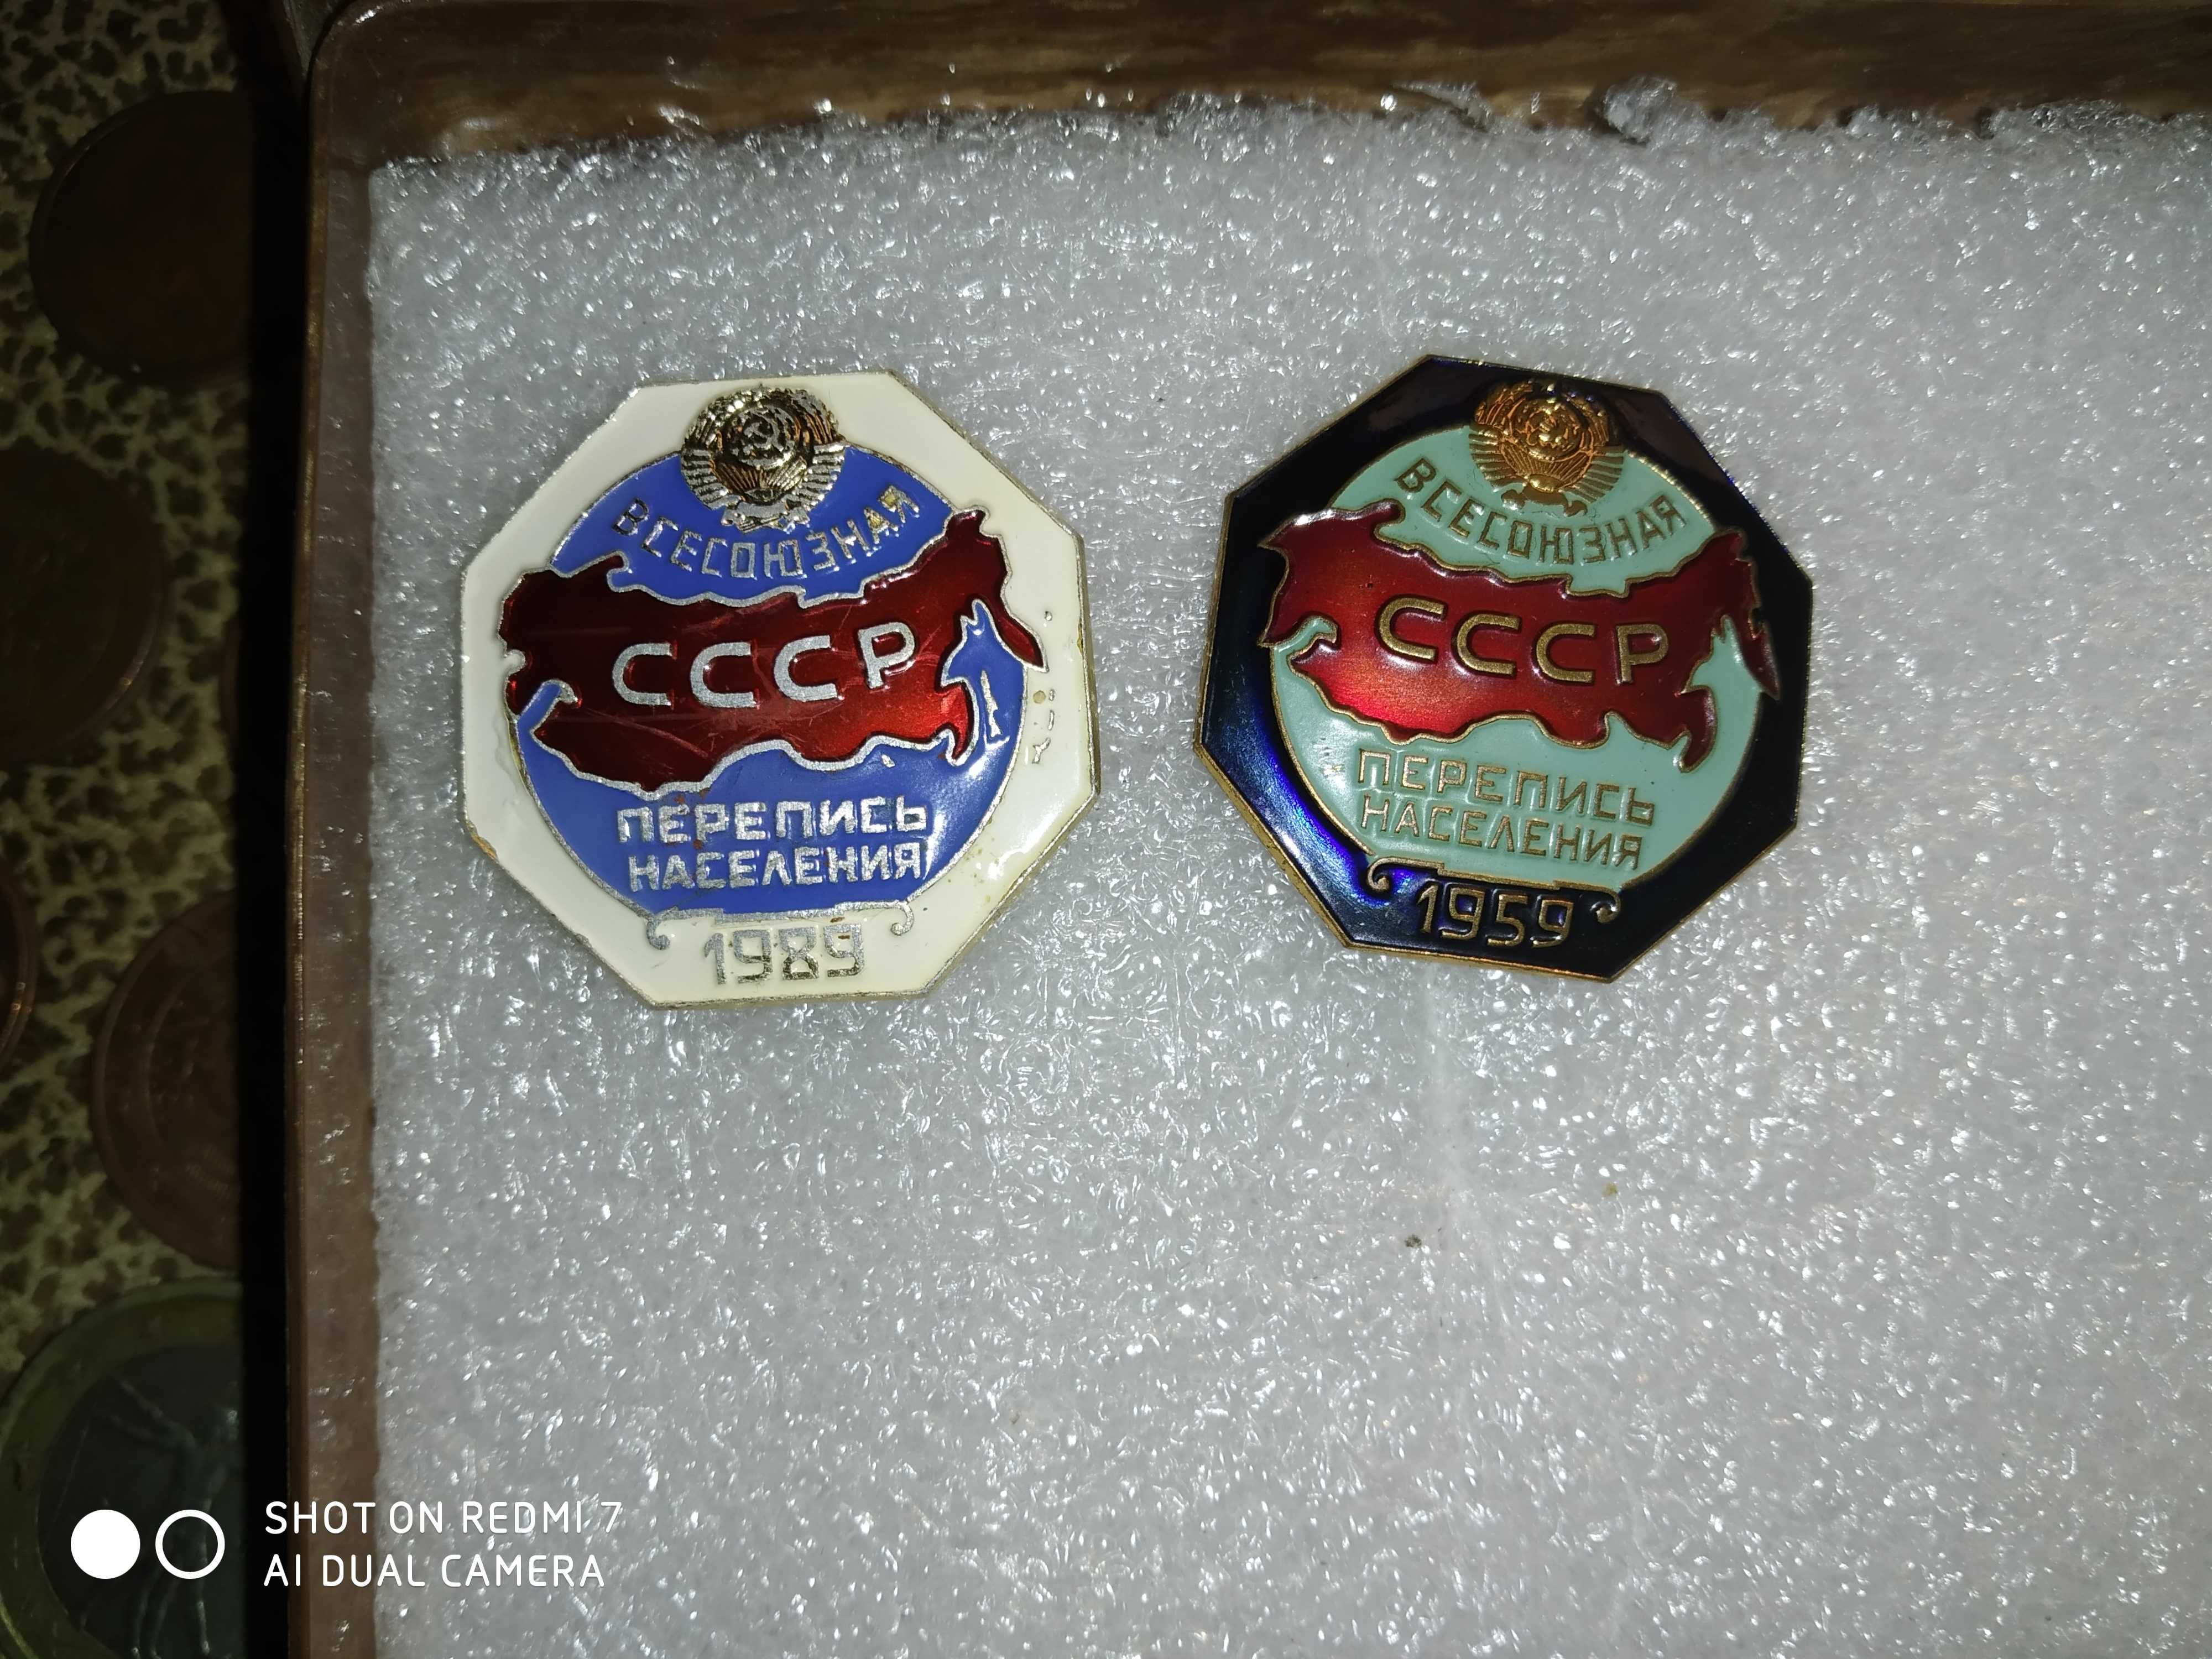 ВСЕСОЮЗНАЯ
СССР
ПЕРЕПИСЬ
НАСЕЛЕНИЯ
1989
ВСЕСОЮЗНАЯ
СССР
ПЕРЕПИСЬ
НАСЕЛЕНИЯ
1959
SHOT ON REDMI 7
AI DUAL CAMERA